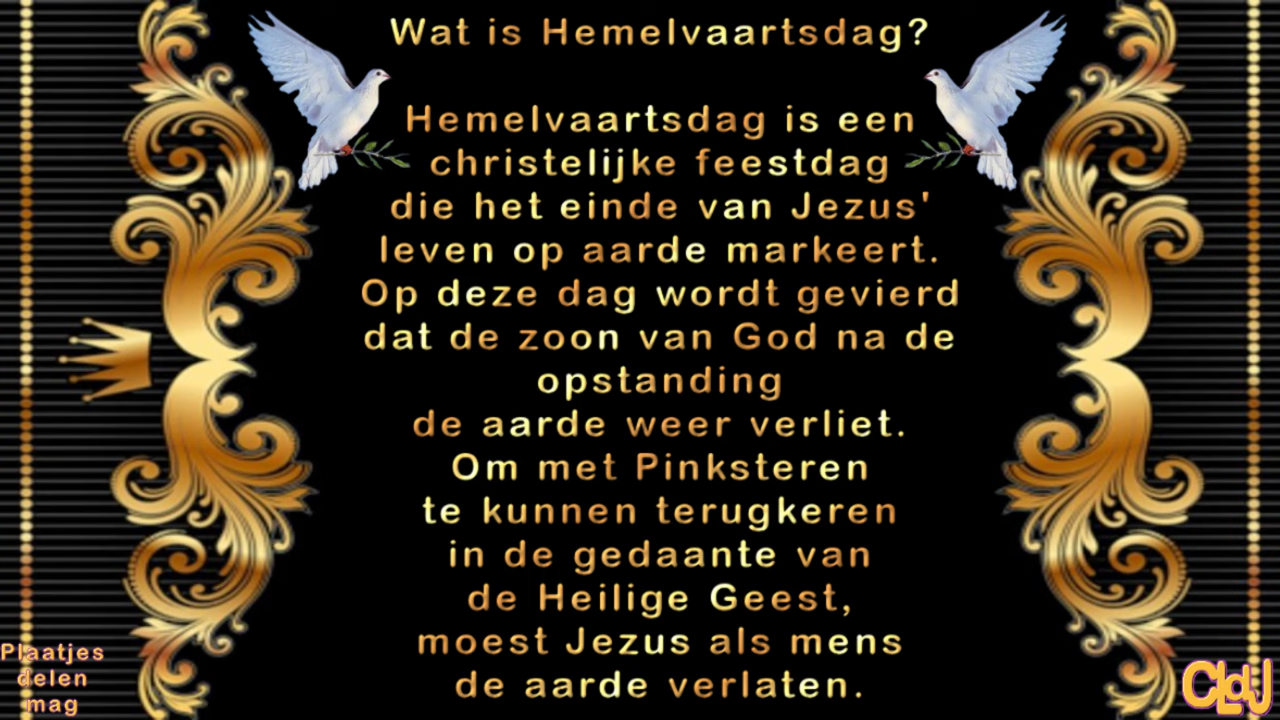 Wat is Hemelvaartsdag?
Hemelvaartsdag is een
christelijke feestdag
die het einde van Jezus'
leven op aarde markeert.
Op deze dag wordt gevierd
dat de zoon van God na de
opstanding
de aarde weer verliet.
Om met Pinksteren
te kunnen terugkeren
in de gedaante van
de Heilige Geest,
moest Jezus als mens
de aarde verlaten.
Plaatjes
delen
mag
CLdJ